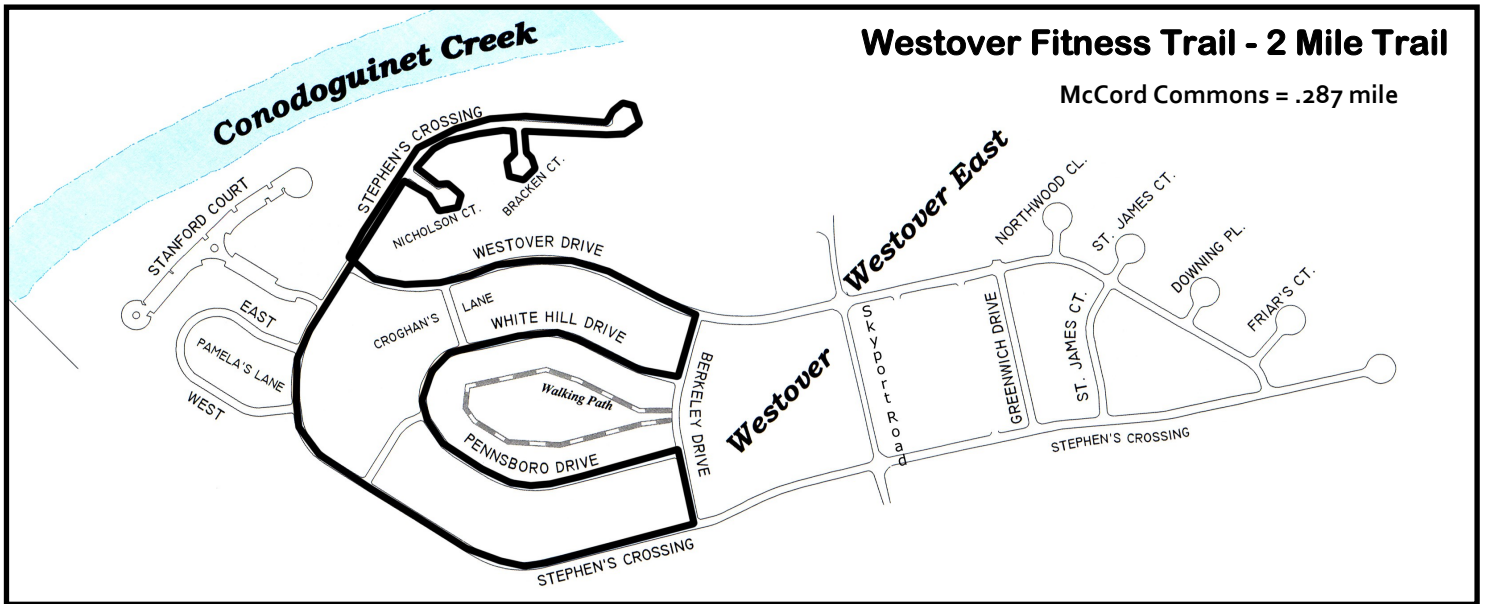 Westover Fitness Trail - 2 Mile Trail
McCord Commons = .287 mile
Conodoguinet Creek
STEPHEN'S CROSSING
STANFORD COURT
NICHOLSON CT.
BRACKEN CT.
WESTOVER DRIVE
EAST
PAMELA'S LANE
WEST
CROGHAN'S
LANE
WHITE HILL DRIVE
Walking Path
PENNSBORO DRIVE
BERKELEY DRIVE
STEPHEN'S CROSSING
Westover
Westover East
Skyport Road
NORTHWOOD CL.
ST. JAMES CT.
DOWNING PL.
FRIAR'S CT.
GREENWICH DRIVE
ST. JAMES CT.
STEPHEN'S CROSSING